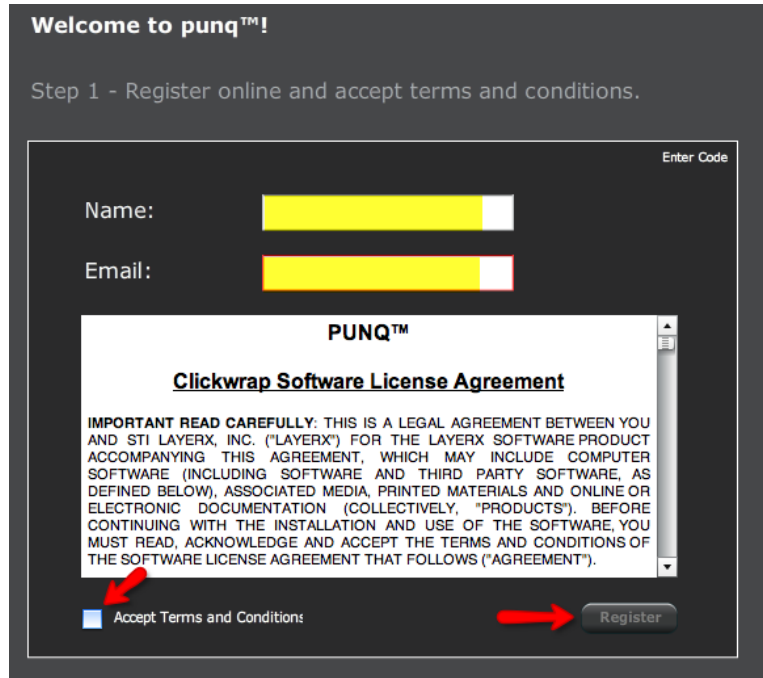 Welcome to punq™!
Step 1 - Register online and accept terms and conditions.
Enter Code
Name:
Email:
PUNQ™
Clickwrap Software License Agreement
IMPORTANT READ CAREFULLY: THIS IS A LEGAL AGREEMENT BETWEEN YOU
AND STI LAYERX, INC. ("LAYERX") FOR THE LAYERX SOFTWARE PRODUCT
ACCOMPANYING THIS AGREEMENT, WHICH MAY INCLUDE COMPUTER
SOFTWARE (INCLUDING SOFTWARE AND THIRD PARTY SOFTWARE, AS
DEFINED BELOW), ASSOCIATED MEDIA, PRINTED MATERIALS AND ONLINE OR
ELECTRONIC DOCUMENTATION (COLLECTIVELY, "PRODUCTS"). BEFORE
CONTINUING WITH THE INSTALLATION AND USE OF THE SOFTWARE, YOU
MUST READ, ACKNOWLEDGE AND ACCEPT THE TERMS AND CONDITIONS OF
THE SOFTWARE LICENSE AGREEMENT THAT FOLLOWS ("AGREEMENT").
Accept Terms and Conditions
Register